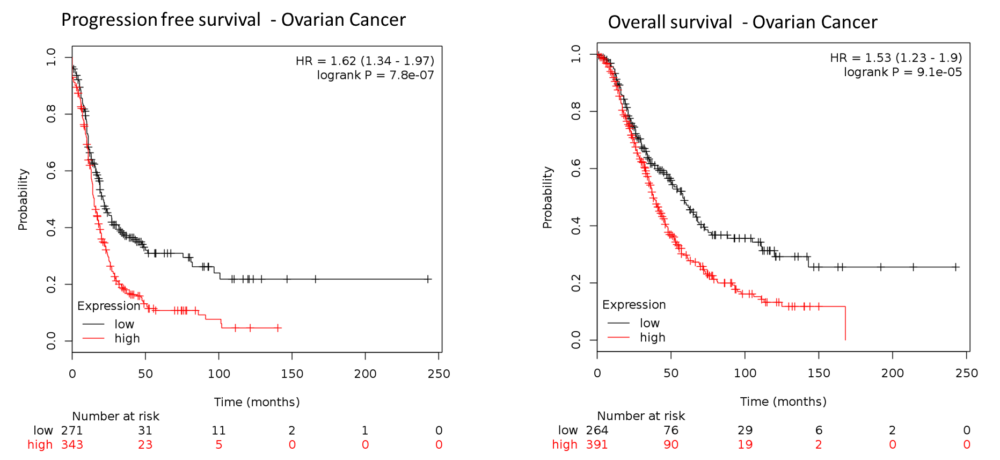 Progression free survival - Ovarian Cancer
HR = 1.62 (1.34 - 1.97)
logrank P = 7.8e-07
Probability
1.0
0.8
0.6
0.4
0.2
0.0
Expression
low
high
0 50 100 150 200 250
Time (months)
Number at risk
low 271 31 11 2 1 0
high 343 23 5 0 0 0
Overall survival - Ovarian Cancer
HR = 1.53 (1.23 - 1.9)
logrank P = 9.1e-05
Probability
1.0
0.8
0.6
0.4
0.2
0.0
Expression
low
high
0 50 100 150 200 250
Time (months)
Number at risk
low 264 76 29 6 2 0
high 391 90 19 2 0 0